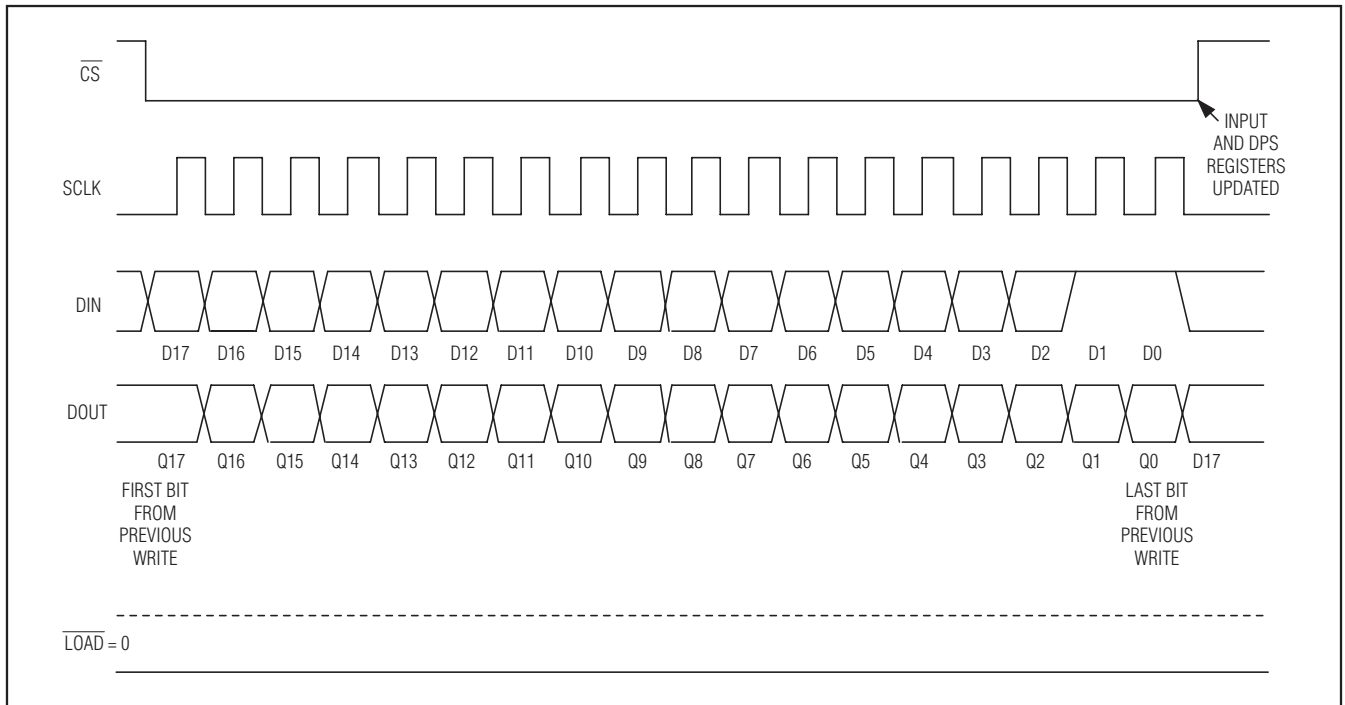 CS
INPUT
AND DPS
REGISTERS
UPDATED
SCLK
DIN
D17 D16 D15 D14 D13 D12 D11 D10 D9 D8 D7 D6 D5 D4 D3 D2 D1 D0
DOUT
Q17 Q16 Q15 Q14 Q13 Q12 Q11 Q10 Q9 Q8 Q7 Q6 Q5 Q4 Q3 Q2 Q1 Q0 D17
FIRST BIT
FROM
PREVIOUS
WRITE
LAST BIT
FROM
PREVIOUS
WRITE
LOAD = 0